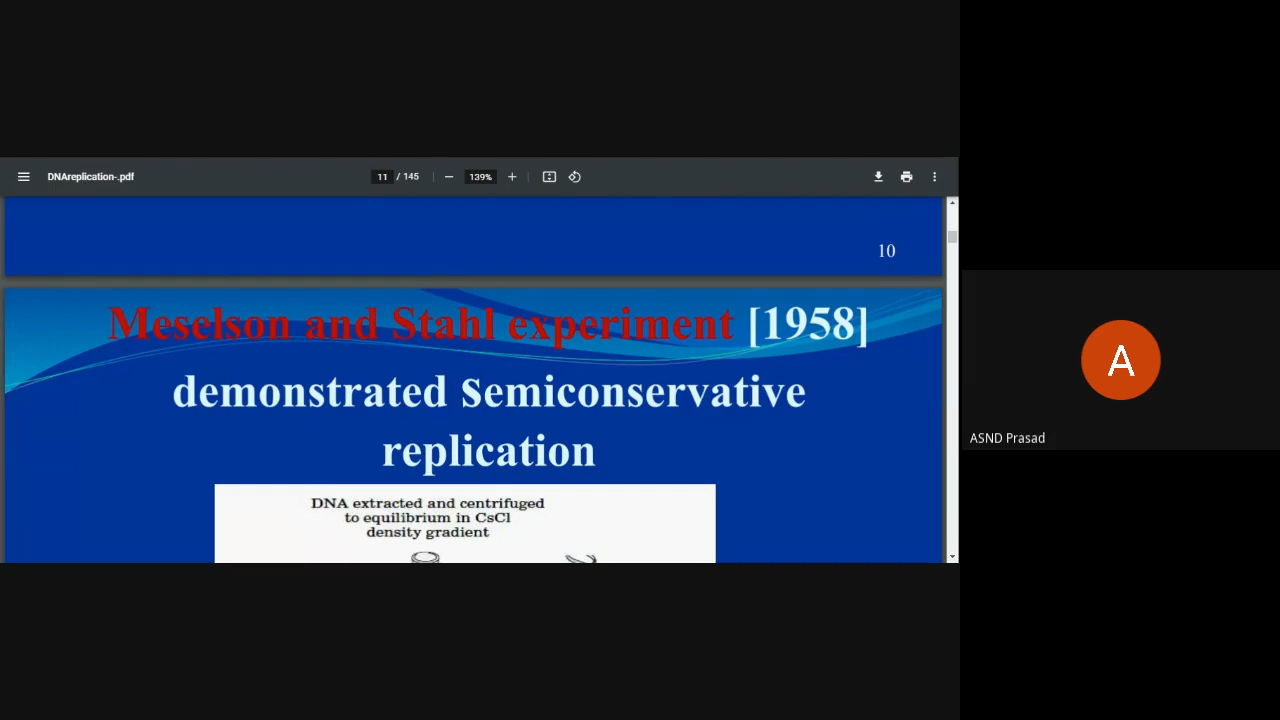 DNAreplication-.pdf
11 / 145
139%
10
Meselson and Stahl experiment [1958]
demonstrated Semiconservative
replication
DNA extracted and centrifuged
to equilibrium in CsCl
density gradient
A
ASND Prasad